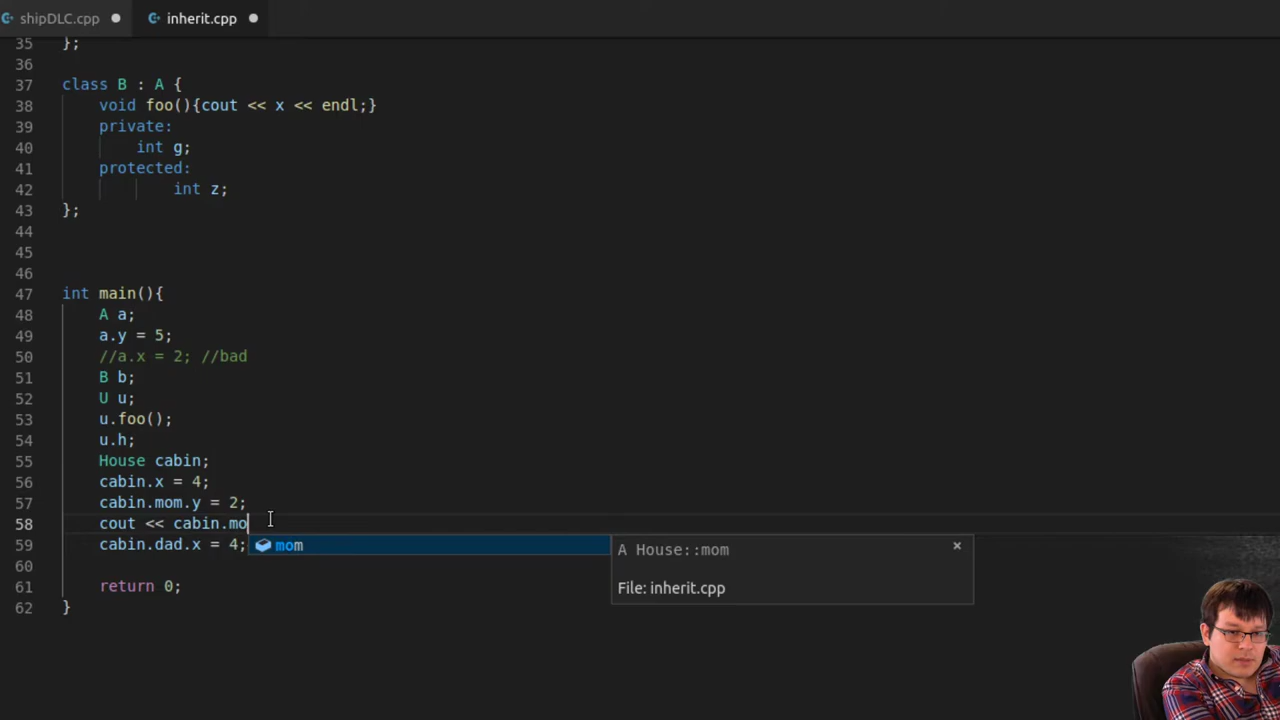 shipDLC.cpp inherit.cpp
35 };
36
37 class B : A {
38 void foo(){cout << x << endl;}
39 private:
40 int g;
41 protected:
42 int z;
43 };
44
45
46
47 int main(){
48 A a;
49 a.y = 5;
50 //a.x = 2; //bad
51 B b;
52 U u;
53 u.foo();
54 u.h;
55 House cabin;
56 cabin.x = 4;
57 cabin.mom.y = 2;
58 cout << cabin.mo
59 cabin.dad.x = 4; mom A House::mom ×
File: inherit.cpp
60
61 return 0;
62 }